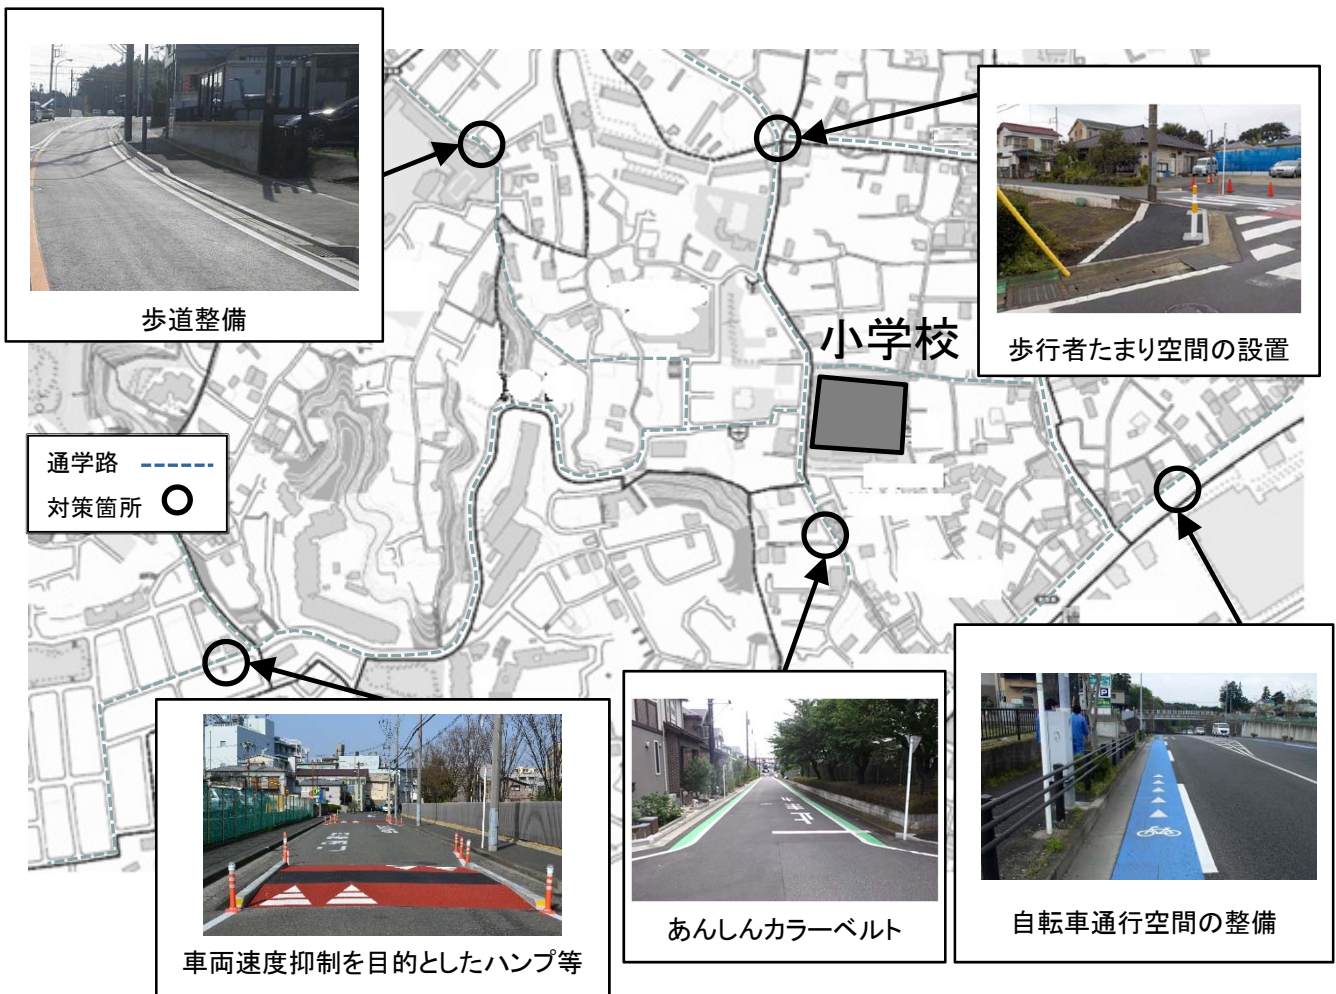 歩道整備
小学校
歩行者たまり空間の設置
通学路
対策箇所
車両速度抑制を目的としたハンプ等
止まれ
あんしんカラーベルト
P
自転車通行空間の整備